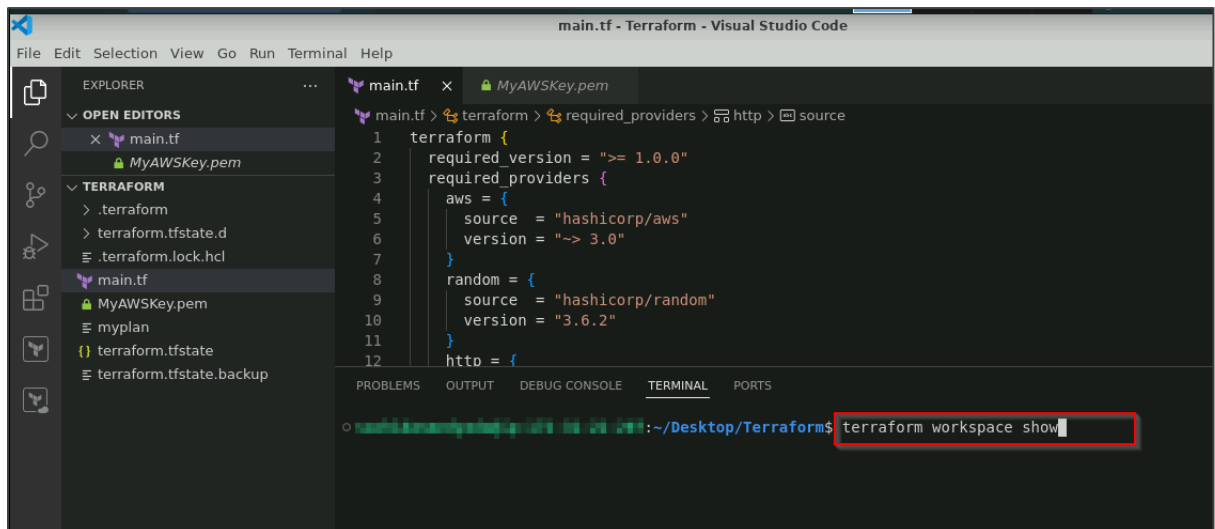 main.tf - Terraform - Visual Studio Code
File Edit Selection View Go Run Terminal Help
EXPLORER ...
OPEN EDITORS
main.tf
MyAWSKey.pem
TERRAFORM
.terraform
terraform.tfstate.d
.terraform.lock.hcl
main.tf
MyAWSKey.pem
myplan
{} terraform.tfstate
terraform.tfstate.backup
main.tf MyAWSKey.pem
main.tf > terraform > required_providers > http > source
1 terraform {
2 required_version = ">= 1.0.0"
3 required_providers {
4 aws = {
5 source = "hashicorp/aws"
6 version = "~> 3.0"
7 }
8 random = {
9 source = "hashicorp/random"
10 version = "3.6.2"
11 }
12 http = {
PROBLEMS OUTPUT DEBUG CONSOLE TERMINAL PORTS
:~/Desktop/Terraform$ terraform workspace show